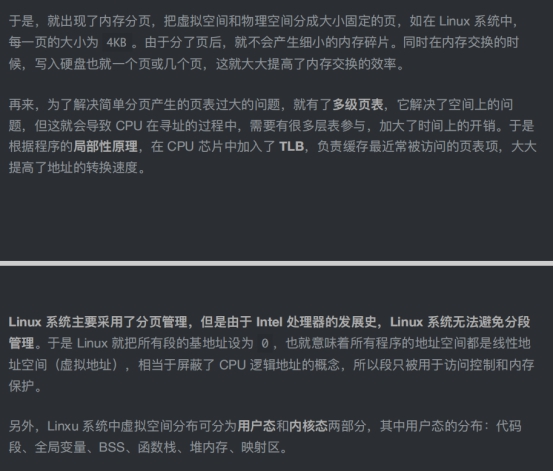 于是，就出现了内存分页，把虚拟空间和物理空间分成大小固定的页，如在 Linux 系统中，
每一页的大小为 4KB 。由于分了页后，就不会产生细小的内存碎片。同时在内存交换的时
候，写入硬盘也就一个页或几个页，这就大大提高了内存交换的效率。
再来，为了解决简单分页产生的页表过大的问题，就有了多级页表，它解决了空间上的问
题，但这就会导致 CPU 在寻址的过程中，需要有很多层表参与，加大了时间上的开销。于是
根据程序的局部性原理，在 CPU 芯片中加入了 TLB，负责缓存最近常被访问的页表项，大大
提高了地址的转换速度。
Linux 系统主要采用了分页管理，但是由于 Intel 处理器的发展史，Linux 系统无法避免分段
管理。于是 Linux 就把所有段的基地址设为 0 ，也就意味着所有程序的地址空间都是线性地
址空间（虚拟地址），相当于屏蔽了 CPU 逻辑地址的概念，所以段只被用于访问控制和内存
保护。
另外，Linxu 系统中虚拟空间分布可分为用户态和内核态两部分，其中用户态的分布：代码
段、全局变量、BSS、函数栈、堆内存、映射区。